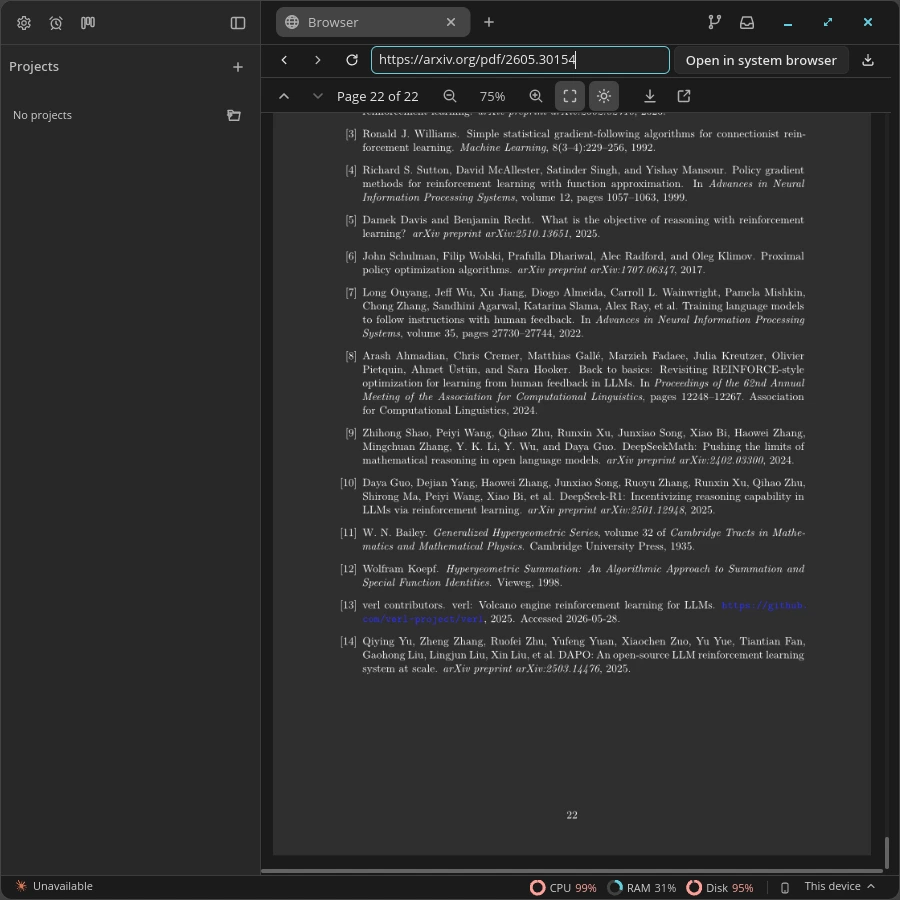 Browser
https://arxiv.org/pdf/2605.30154
Open in system browser
Projects
No projects
Page 22 of 22
75%
[3] Ronald J. Williams. Simple statistical gradient-following algorithms for connectionist rein-
forcement learning. Machine Learning, 8(3–4):229–256, 1992.
[4] Richard S. Sutton, David McAllester, Satinder Singh, and Yishay Mansour. Policy gradient
methods for reinforcement learning with function approximation. In Advances in Neural
Information Processing Systems, volume 12, pages 1057–1063, 1999.
[5] Damek Davis and Benjamin Recht. What is the objective of reasoning with reinforcement
learning? arXiv preprint arXiv:2510.13651, 2025.
[6] John Schulman, Filip Wolski, Prafulla Dhariwal, Alec Radford, and Oleg Klimov. Proximal
policy optimization algorithms. arXiv preprint arXiv:1707.06347, 2017.
[7] Long Ouyang, Jeff Wu, Xu Jiang, Diogo Almeida, Carroll L. Wainwright, Pamela Mishkin,
Chong Zhang, Sandhini Agarwal, Katarina Slama, Alex Ray, et al. Training language models
to follow instructions with human feedback. In Advances in Neural Information Processing
Systems, volume 35, pages 27730–27744, 2022.
[8] Arash Ahmadian, Chris Cremer, Matthias Gallé, Marzieh Fadaee, Julia Kreutzer, Olivier
Pietquin, Ahmet Üstün, and Sara Hooker. Back to basics: Revisiting REINFORCE-style
optimization for learning from human feedback in LLMs. In Proceedings of the 62nd Annual
Meeting of the Association for Computational Linguistics, pages 12248–12267. Association
for Computational Linguistics, 2024.
[9] Zhihong Shao, Peiyi Wang, Qihao Zhu, Runxin Xu, Junxiao Song, Xiao Bi, Haowei Zhang,
Mingchuan Zhang, Y. K. Li, Y. Wu, and Daya Guo. DeepSeekMath: Pushing the limits of
mathematical reasoning in open language models. arXiv preprint arXiv:2402.03300, 2024.
[10] Daya Guo, Dejian Yang, Haowei Zhang, Junxiao Song, Ruoyu Zhang, Runxin Xu, Qihao Zhu,
Shirong Ma, Peiyi Wang, Xiao Bi, et al. DeepSeek-R1: Incentivizing reasoning capability in
LLMs via reinforcement learning. arXiv preprint arXiv:2501.12948, 2025.
[11] W. N. Bailey. Generalized Hypergeometric Series, volume 32 of Cambridge Tracts in Mathe-
matics and Mathematical Physics. Cambridge University Press, 1935.
[12] Wolfram Koepf. Hypergeometric Summation: An Algorithmic Approach to Summation and
Special Function Identities. Vieweg, 1998.
[13] verl contributors. verl: Volcano engine reinforcement learning for LLMs. https://github.
com/verl-project/verl, 2025. Accessed 2026-05-28.
[14] Qiying Yu, Zheng Zhang, Ruofei Zhu, Yufeng Yuan, Xiaochen Zuo, Yu Yue, Tiantian Fan,
Gaohong Liu, Lingjun Liu, Xin Liu, et al. DAPO: An open-source LLM reinforcement learning
system at scale. arXiv preprint arXiv:2503.14476, 2025.
22
Unavailable
CPU 99%
RAM 31%
Disk 95%
This device